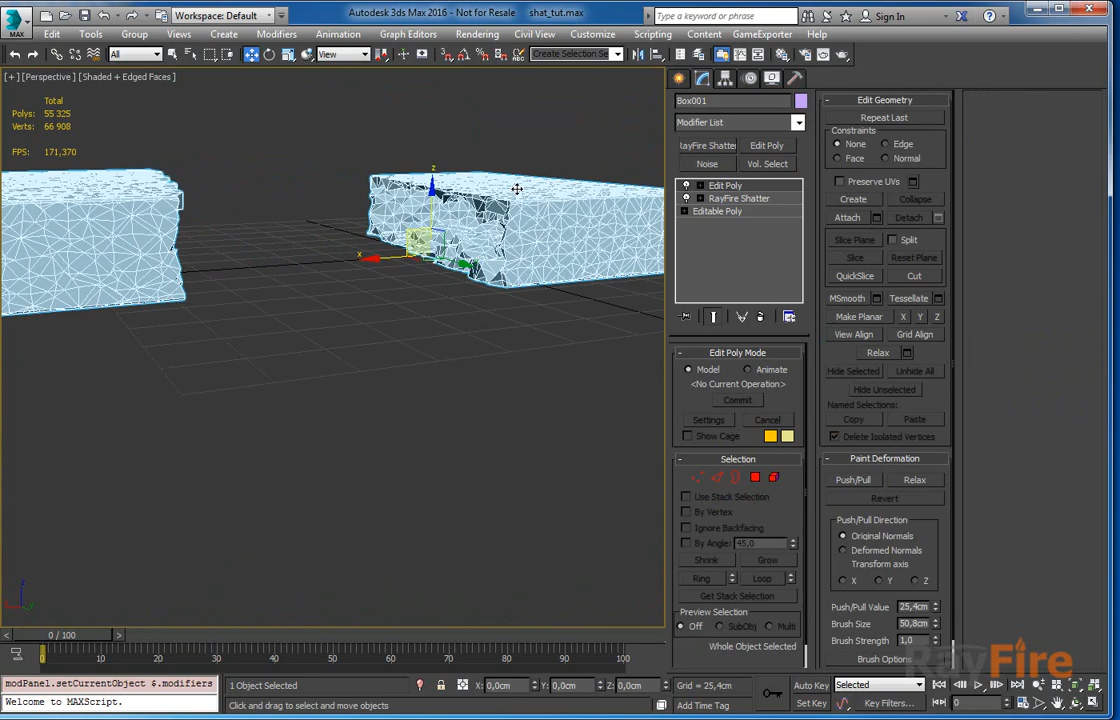 Workspace: Default
Autodesk 3ds Max 2016 - Not for Resale shat_tut.max
Type a keyword or phrase
Sign In
MAX
Edit Tools Group Views Create Modifiers Animation Graph Editors Rendering Civil View Customize Scripting Content GameExporter Help
All
View
Create Selection Se
[+] [Perspective] [Shaded + Edged Faces]
Total
Polys: 55 325
Verts: 66 908
FPS: 171,370
z
x
Box001
Modifier List
RayFire Shatter Edit Poly
Noise Vol. Select
Edit Poly
RayFire Shatter
Editable Poly
Edit Poly Mode
Model Animate
<No Current Operation>
Commit
Settings Cancel
Show Cage
Selection
Use Stack Selection
By Vertex
Ignore Backfacing
By Angle: 45,0
Shrink Grow
Ring Loop
Get Stack Selection
Preview Selection
Off SubObj Multi
Whole Object Selected
Edit Geometry
Repeat Last
Constraints
None Edge
Face Normal
Preserve UVs
Create Collapse
Attach Detach
Slice Plane Split
Slice Reset Plane
QuickSlice Cut
MSmooth Tessellate
Make Planar X Y Z
View Align Grid Align
Relax
Hide Selected Unhide All
Hide Unselected
Named Selections:
Copy Paste
Delete Isolated Vertices
Paint Deformation
Push/Pull Relax
Revert
Push/Pull Direction
Original Normals
Deformed Normals
Transform axis
X Y Z
Push/Pull Value 25,4cm
Brush Size 50,8cm
Brush Strength 1,0
Brush Options
RayFire
0 / 100
0 10 20 30 40 50 60 70 80 90 100
modPanel.setCurrentObject $.modifiers
Welcome to MAXScript.
1 Object Selected
X: 0,0cm Y: 0,0cm Z: 0,0cm
Grid = 25,4cm
Click and drag to select and move objects
Add Time Tag
Auto Key Selected
Set Key Key Filters...
0